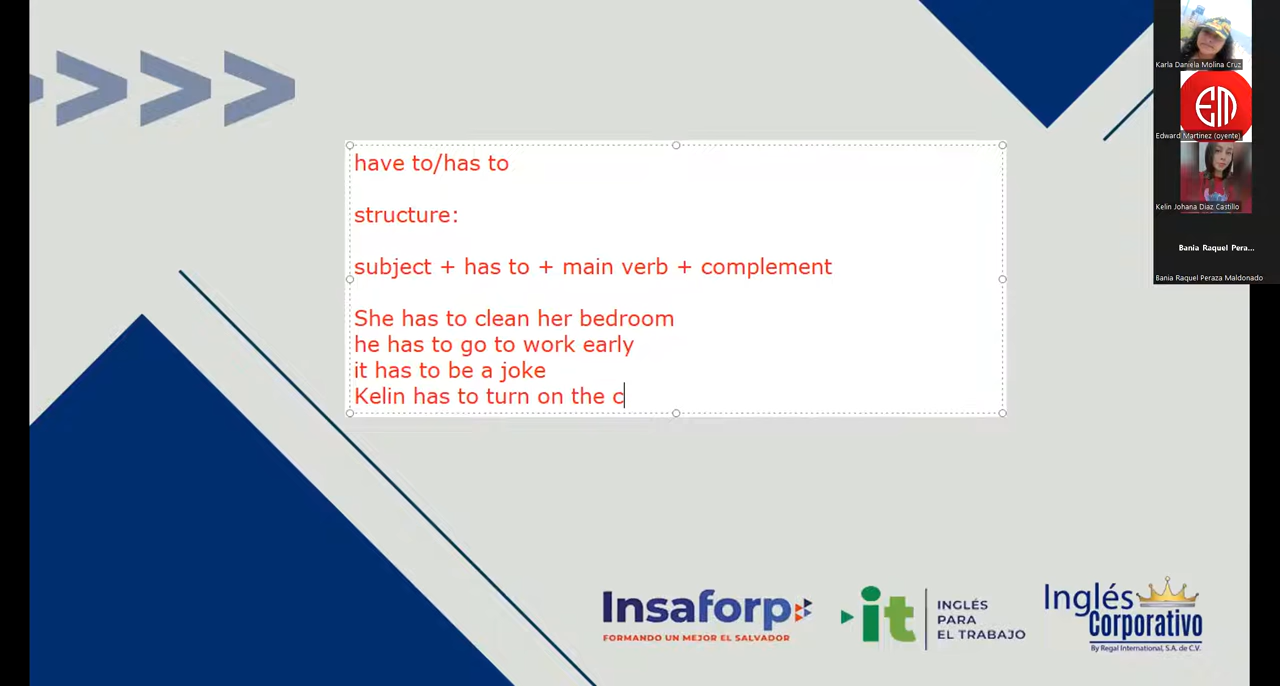 have to/has to
structure:
subject + has to + main verb + complement
She has to clean her bedroom
he has to go to work early
it has to be a joke
Kelin has to turn on the c
Karla Daniela Molina Cruz
EM
Edward Martinez (oyente)
Kelin Johana Diaz Castillo
Bania Raquel Pera...
Bania Raquel Peraza Maldonado
Insaforp
FORMANDO UN MEJOR EL SALVADOR
it
INGLÉS
PARA
EL TRABAJO
Inglés
Corporativo
By Regal International, S.A. de C.V.